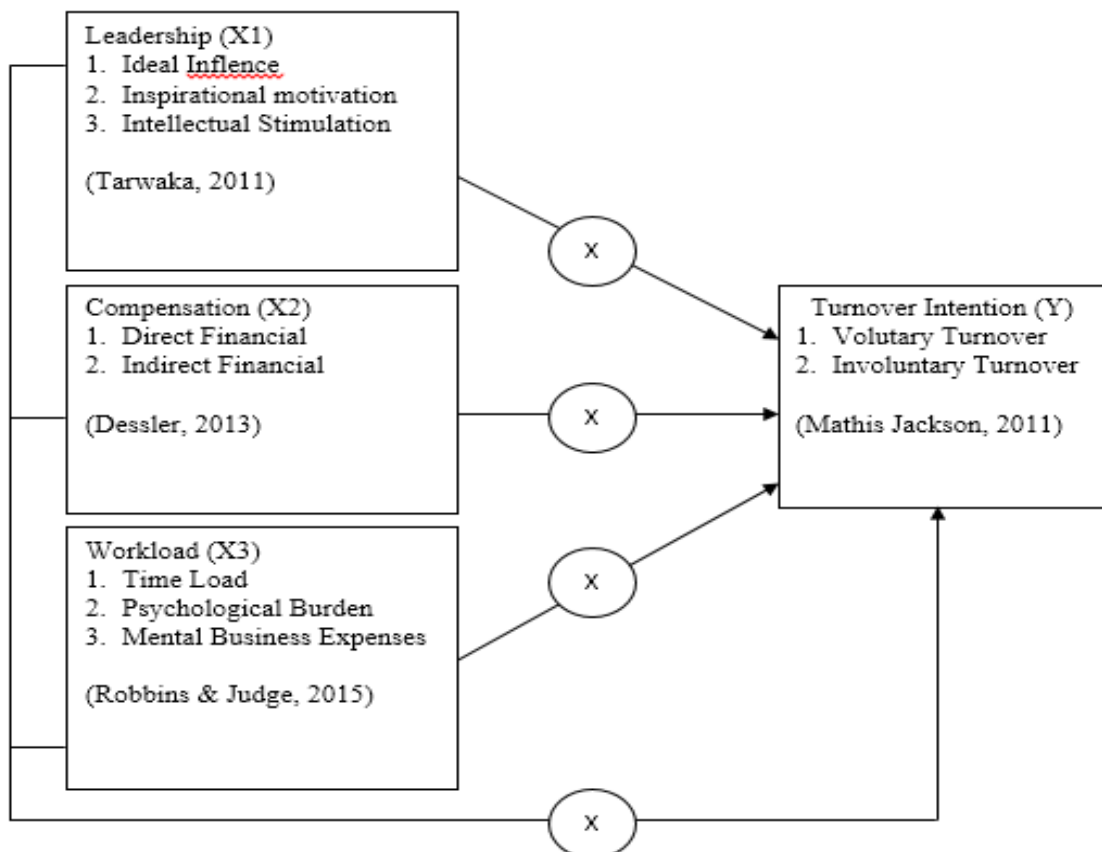 Leadership (X1)
1. Ideal Inflence
2. Inspirational motivation
3. Intellectual Stimulation
(Tarwaka, 2011)
X
Compensation (X2)
1. Direct Financial
2. Indirect Financial
(Dessler, 2013)
X
Turnover Intention (Y)
1. Volutary Turnover
2. Involuntary Turnover
(Mathis Jackson, 2011)
Workload (X3)
1. Time Load
2. Psychological Burden
3. Mental Business Expenses
(Robbins & Judge, 2015)
X
X